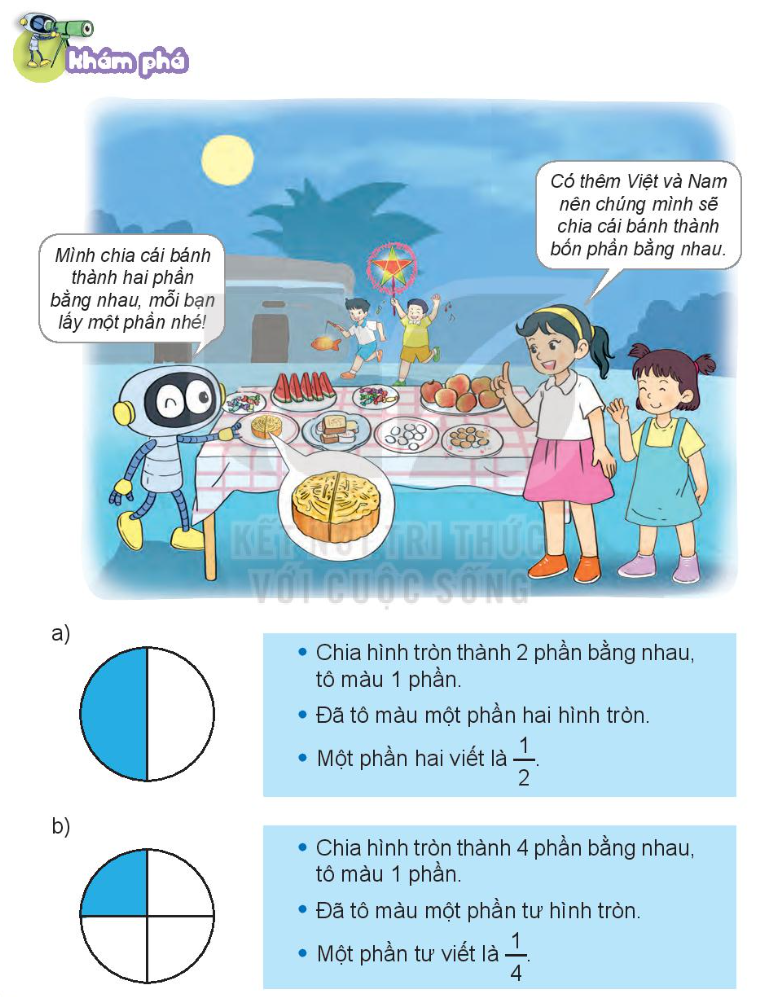 khám phá
Có thêm Việt và Nam
nên chúng mình sẽ
chia cái bánh thành
bốn phần bằng nhau.
Mình chia cái bánh
thành hai phần
bằng nhau, mỗi bạn
lấy một phần nhé!
KẾT NỐI TRI THỨC
VỚI CUỘC SỐNG
a)
• Chia hình tròn thành 2 phần bằng nhau,
tô màu 1 phần.
• Đã tô màu một phần hai hình tròn.
• Một phần hai viết là 1/2.
b)
• Chia hình tròn thành 4 phần bằng nhau,
tô màu 1 phần.
• Đã tô màu một phần tư hình tròn.
• Một phần tư viết là 1/4.